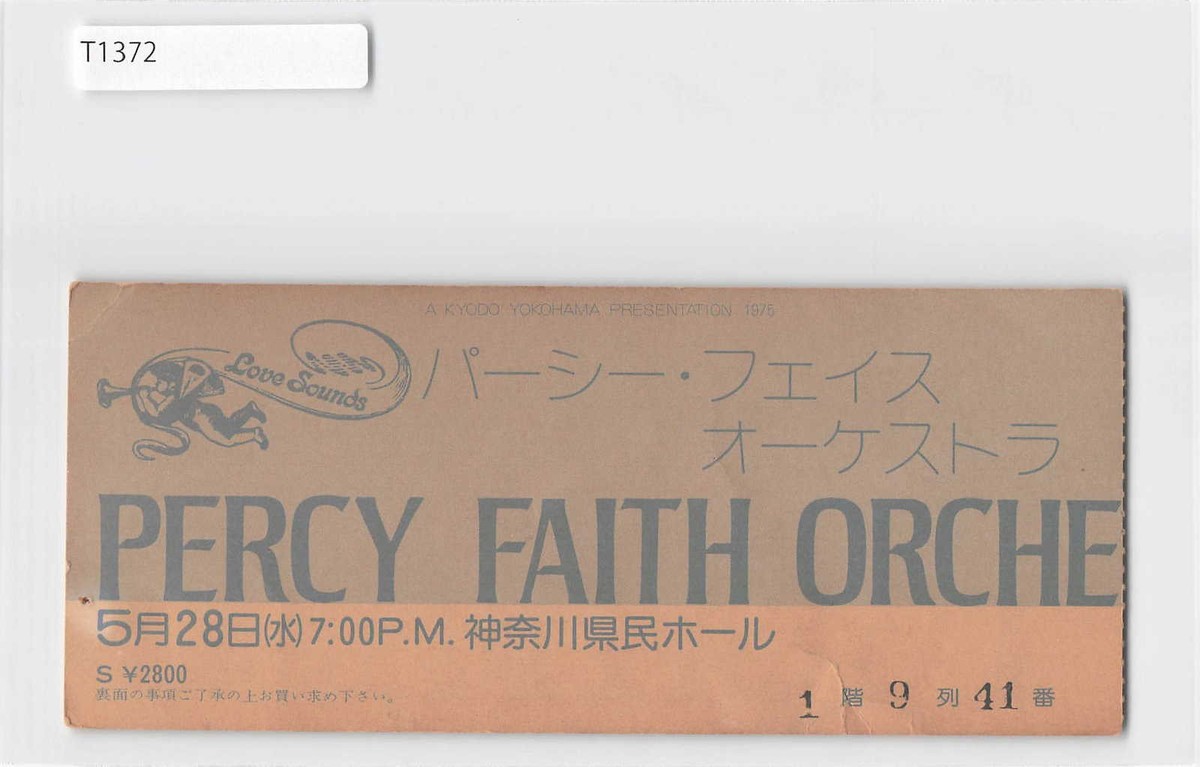 T1372
A KYODO YOKOHAMA PRESENTATION 1975
Love Sounds
パーシー・フェイス
オーケストラ
PERCY FAITH ORCHE
5月28日(水)7:00P.M. 神奈川県民ホール
S ¥2800
裏面の事項ご了承の上お買い求め下さい。
1 階 9 列 41 番